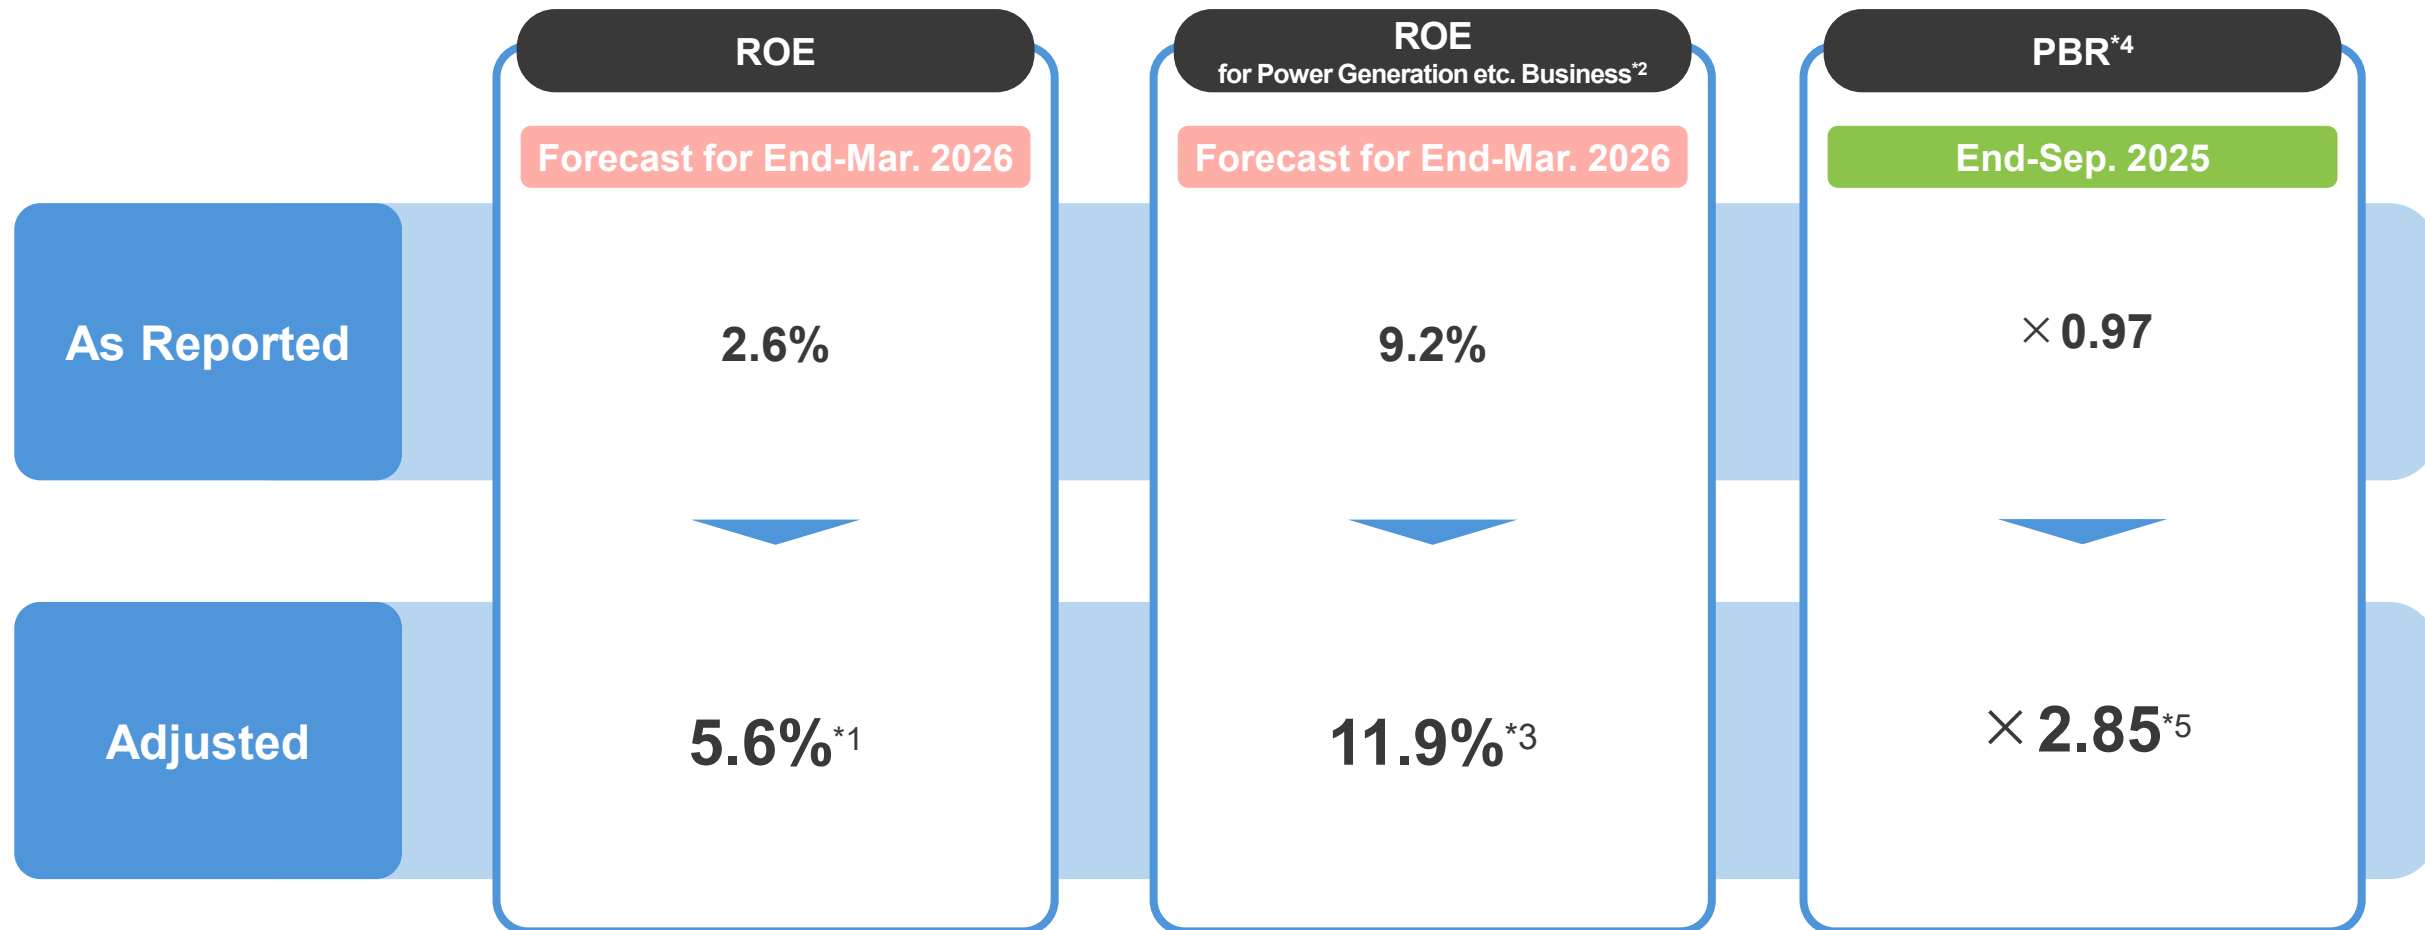 ROE
ROE
for Power Generation etc. Business*2
PBR*4
Forecast for End-Mar. 2026
Forecast for End-Mar. 2026
End-Sep. 2025
As Reported
2.6%
9.2%
×0.97
Adjusted
5.6%*1
11.9%*3
×2.85*5